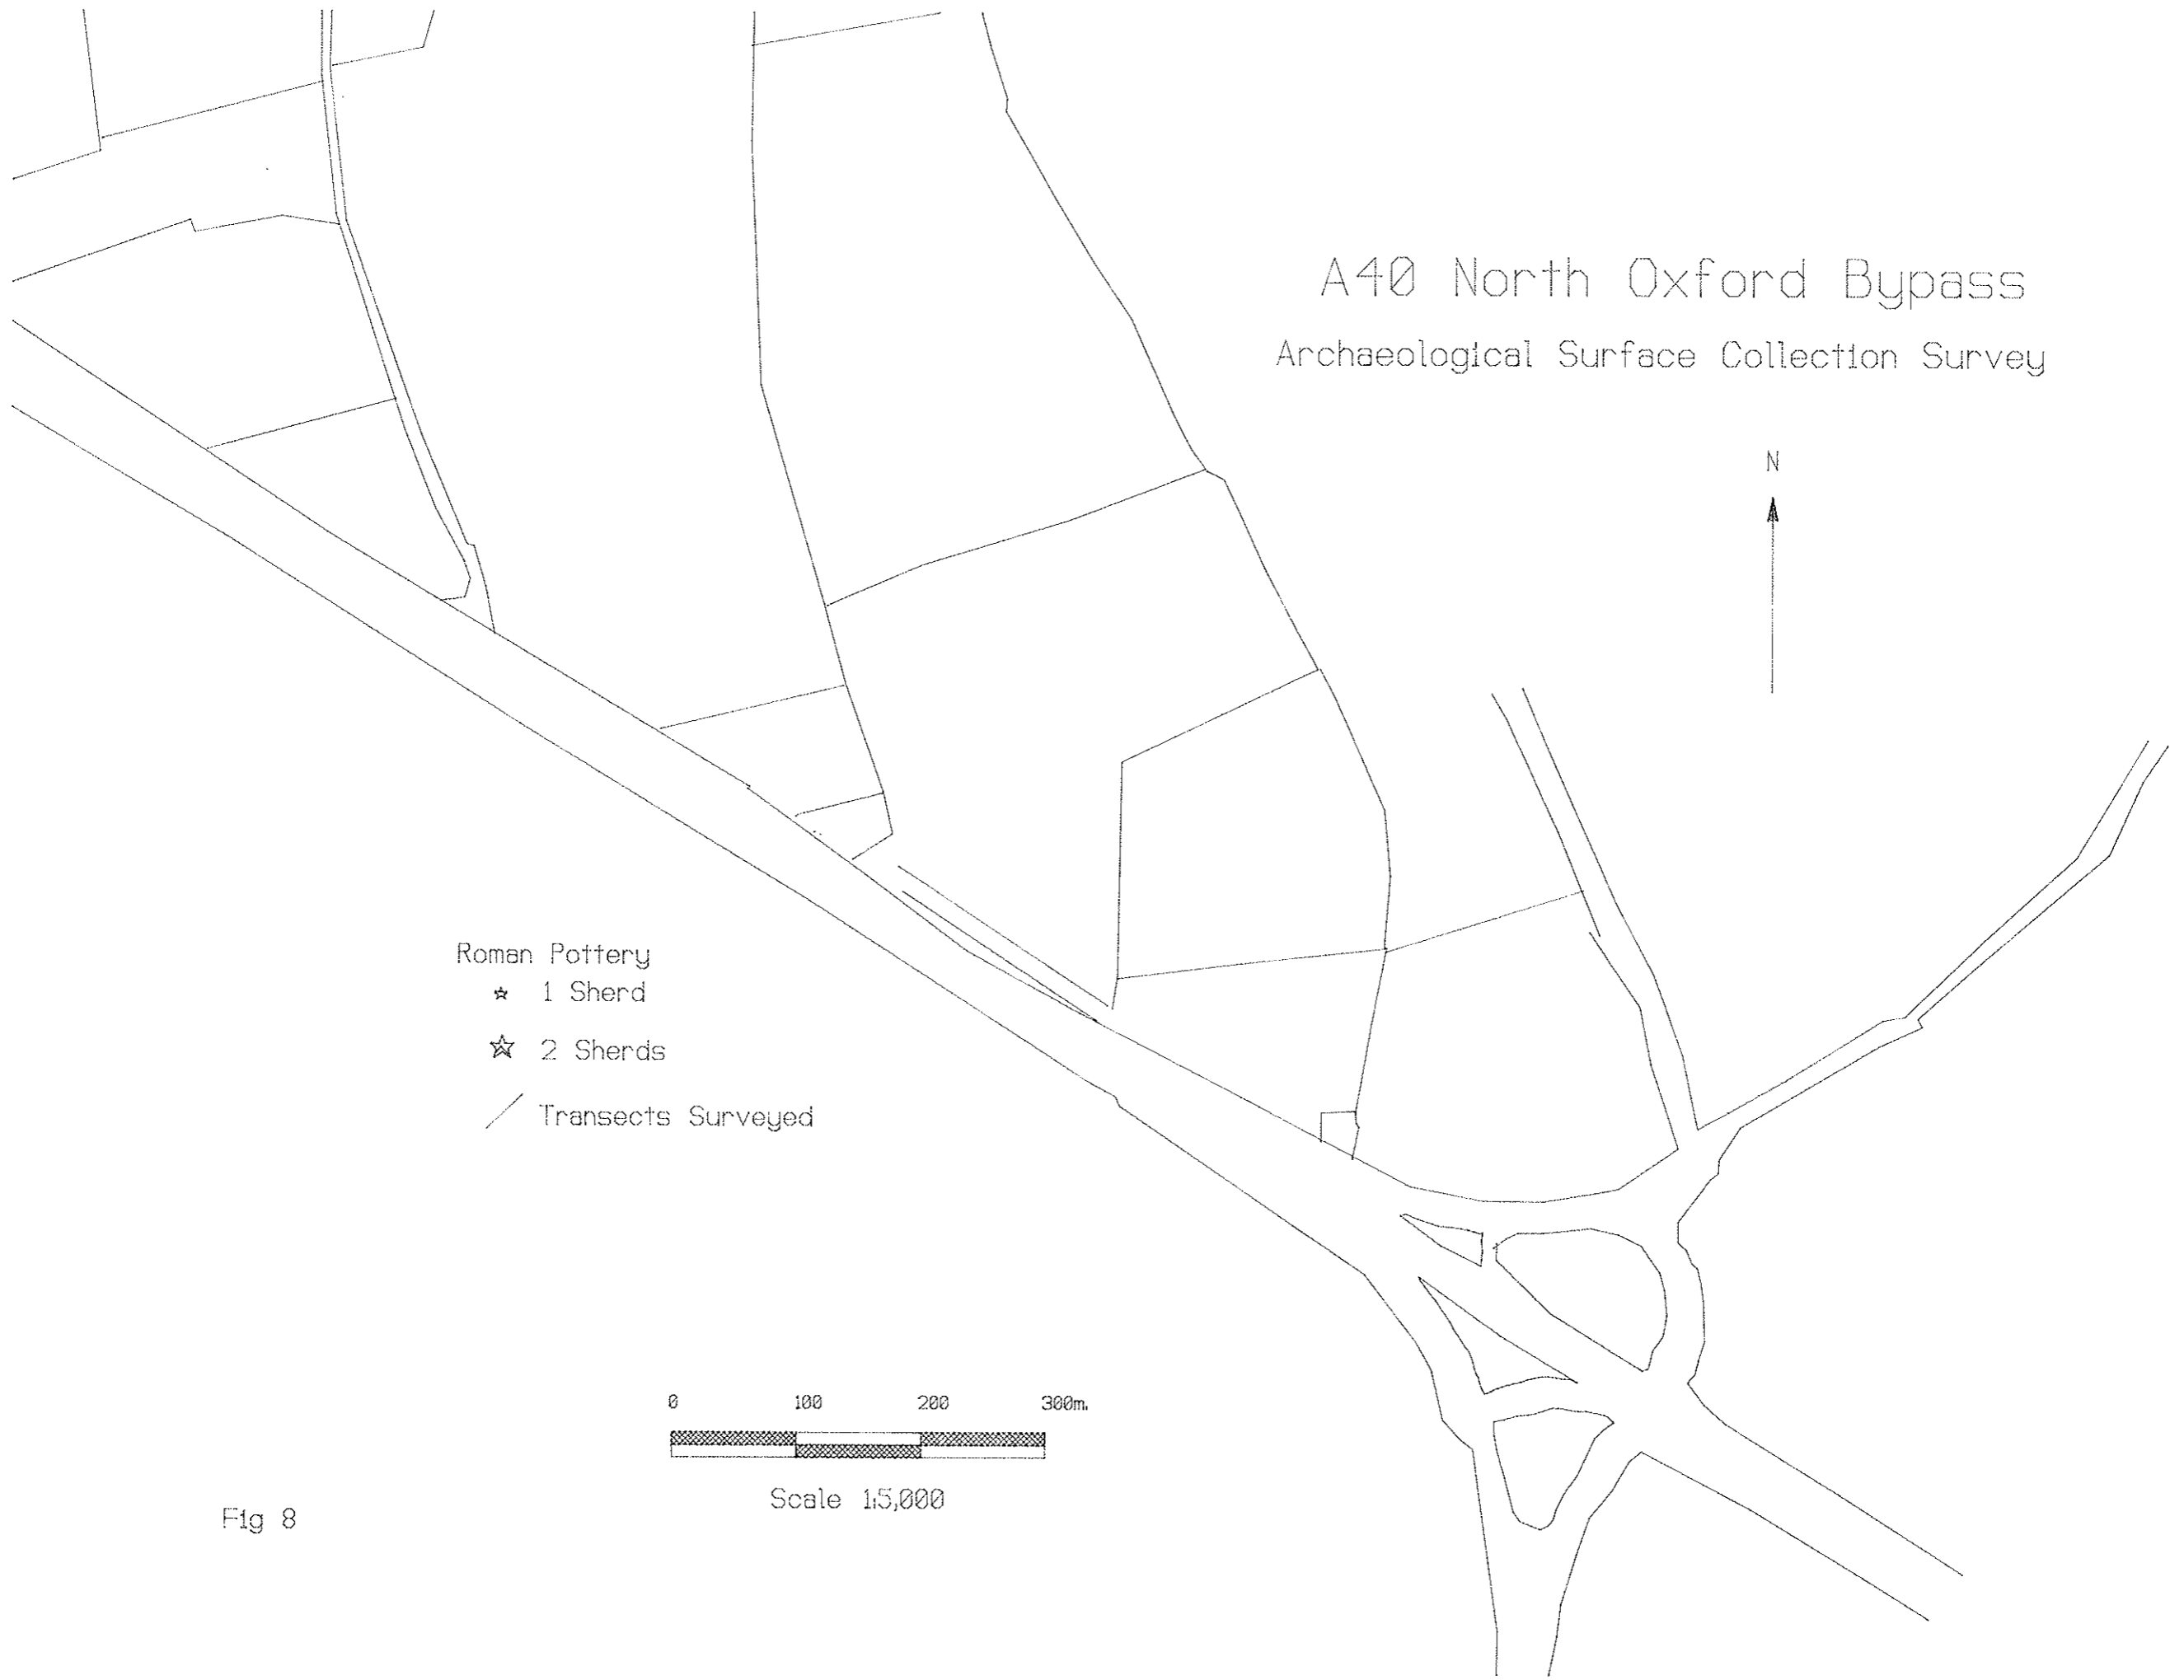 A40 North Oxford Bypass
Archaeological Surface Collection Survey
N
Roman Pottery
1 Sherd
2 Sherds
Transects Surveyed
0 100 200 300m.
Scale 1:5,000
Fig 8